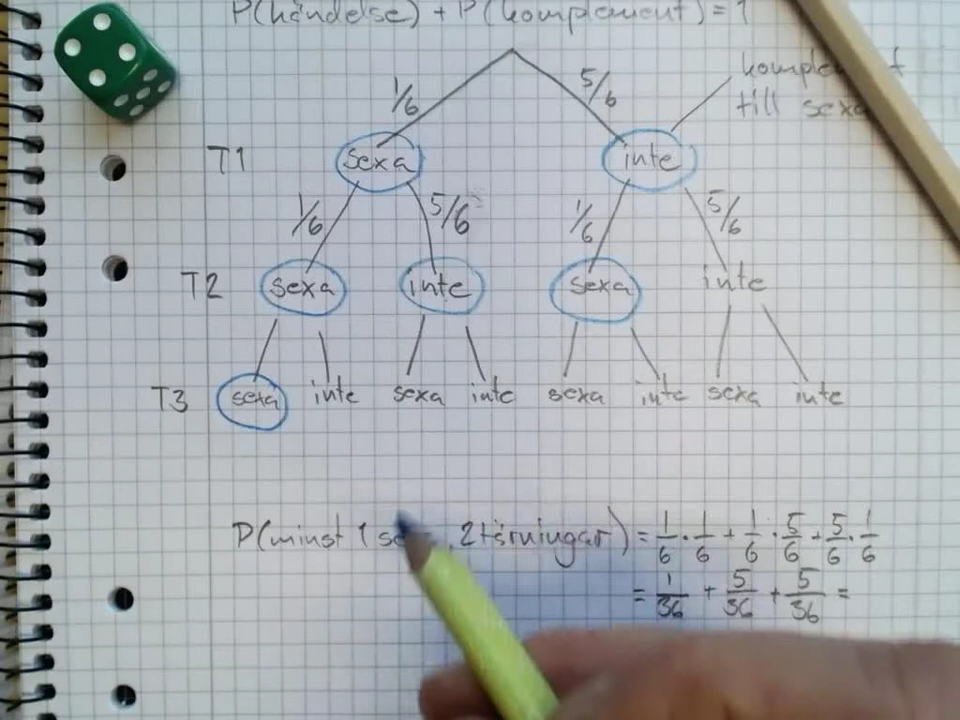 P(händelse) + P(komplement) = 1
1/6 5/6 komplement
till sexa
T1 sexa inte
1/6 5/6 1/6 5/6
T2 sexa inte sexa inte
T3 sexa inte sexa inte sexa inte sexa inte
P(minst 1 , 2 tärningar) = 1/6 · 1/6 + 1/6 · 5/6 + 5/6 · 1/6
= 1/36 + 5/36 + 5/36 =